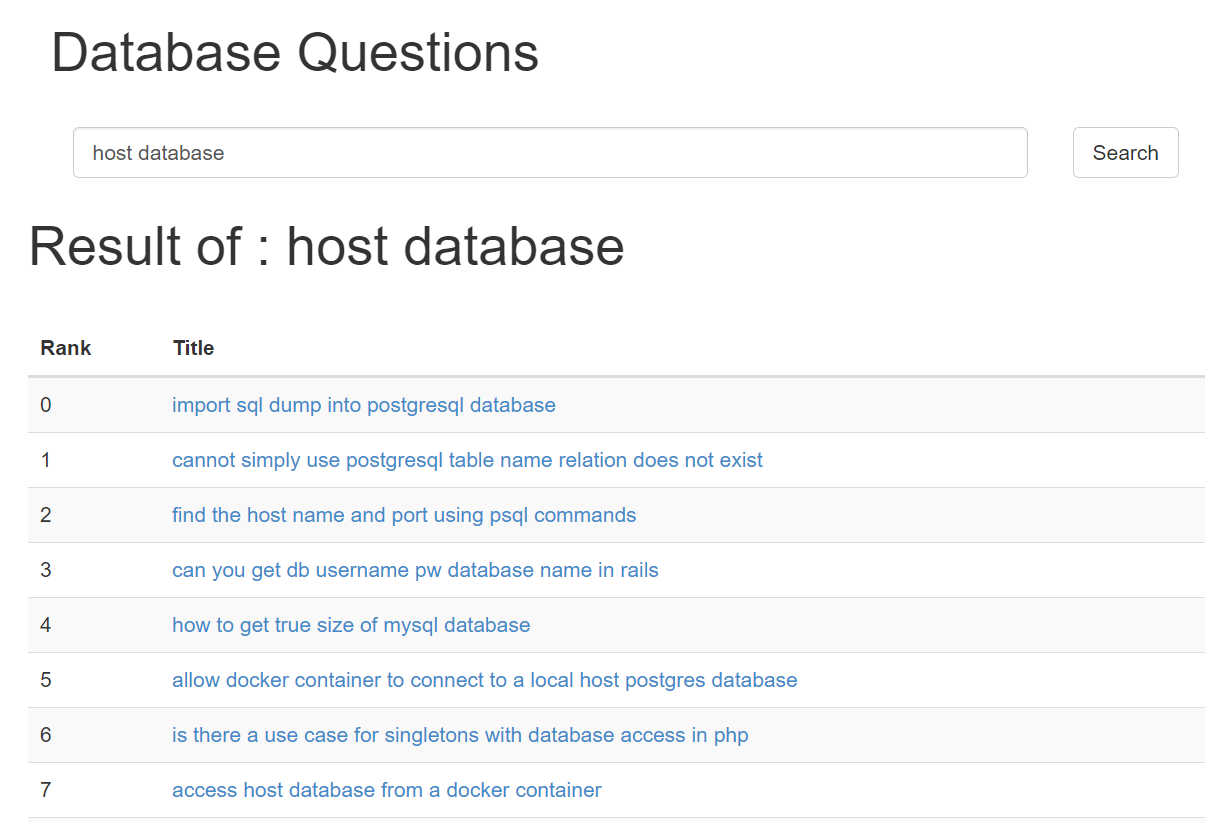 Database Questions
host database Search
Result of : host database
Rank Title
0 import sql dump into postgresql database
1 cannot simply use postgresql table name relation does not exist
2 find the host name and port using psql commands
3 can you get db username pw database name in rails
4 how to get true size of mysql database
5 allow docker container to connect to a local host postgres database
6 is there a use case for singletons with database access in php
7 access host database from a docker container